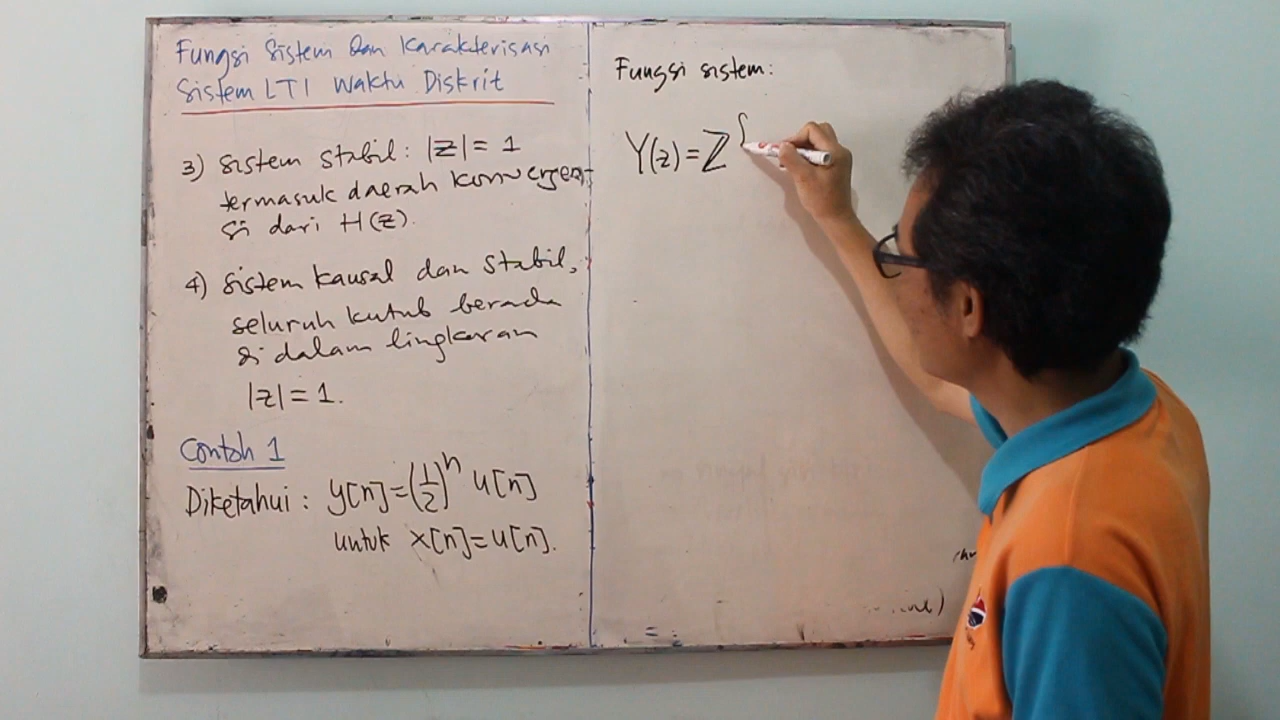 Fungsi Sistem Dan Karakterisasi
Sistem LTI Waktu Diskrit
3) Sistem stabil: |z| = 1
termasuk daerah konvergen-
si dari H(z).
4) Sistem kausal dan stabil,
seluruh kutub berada
di dalam lingkaran
|z| = 1.
Contoh 1
Diketahui: y[n]=(1/2)^n u[n]
untuk x[n]=u[n].
Fungsi sistem:
Y(z)=Z{